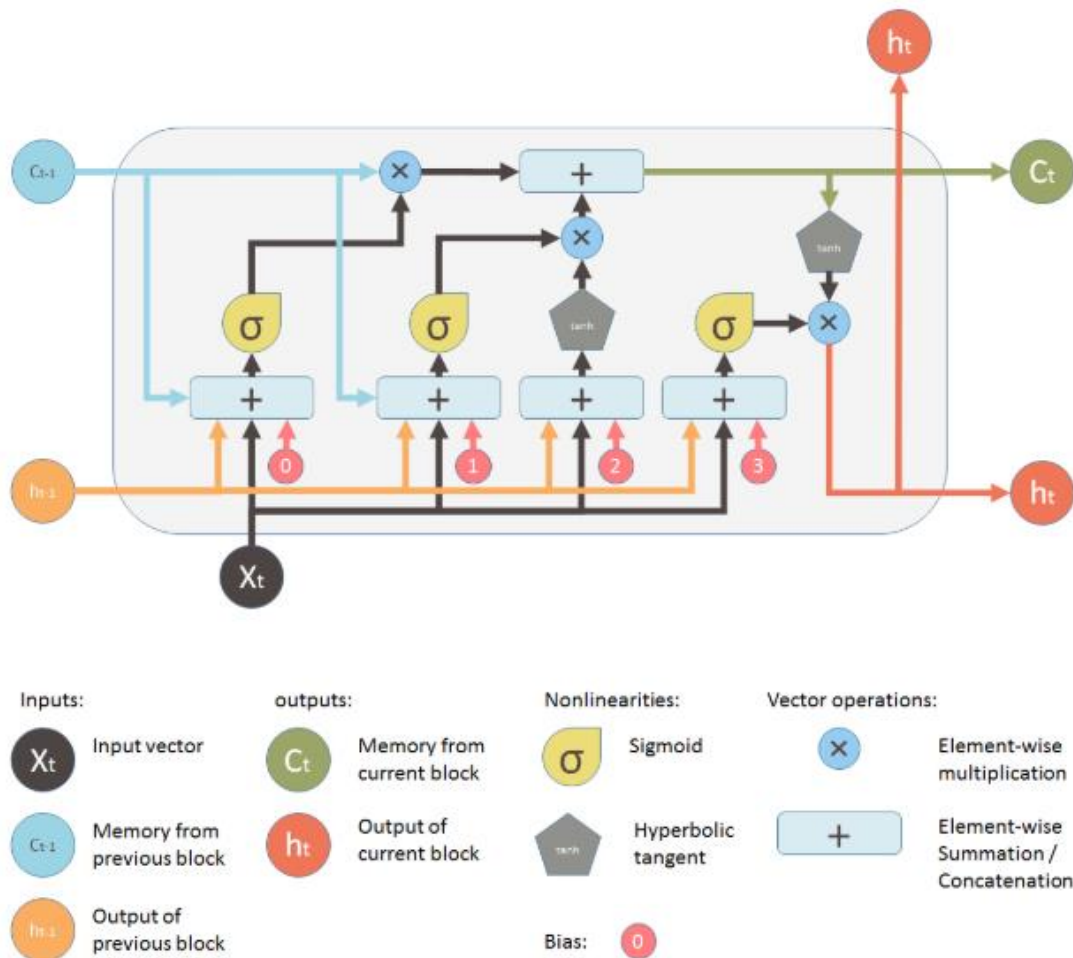 hₜ
Cₜ₋₁
×
+
Cₜ
×
tanh
σ
σ
tanh
σ
×
+
+
+
+
0
1
2
3
hₜ₋₁
hₜ
Xₜ
Inputs:
outputs:
Nonlinearities:
Vector operations:
Xₜ
Input vector
Cₜ
Memory from
current block
σ
Sigmoid
×
Element-wise
multiplication
Cₜ₋₁
Memory from
previous block
hₜ
Output of
current block
tanh
Hyperbolic
tangent
+
Element-wise
Summation /
Concatenation
hₜ₋₁
Output of
previous block
Bias:
0